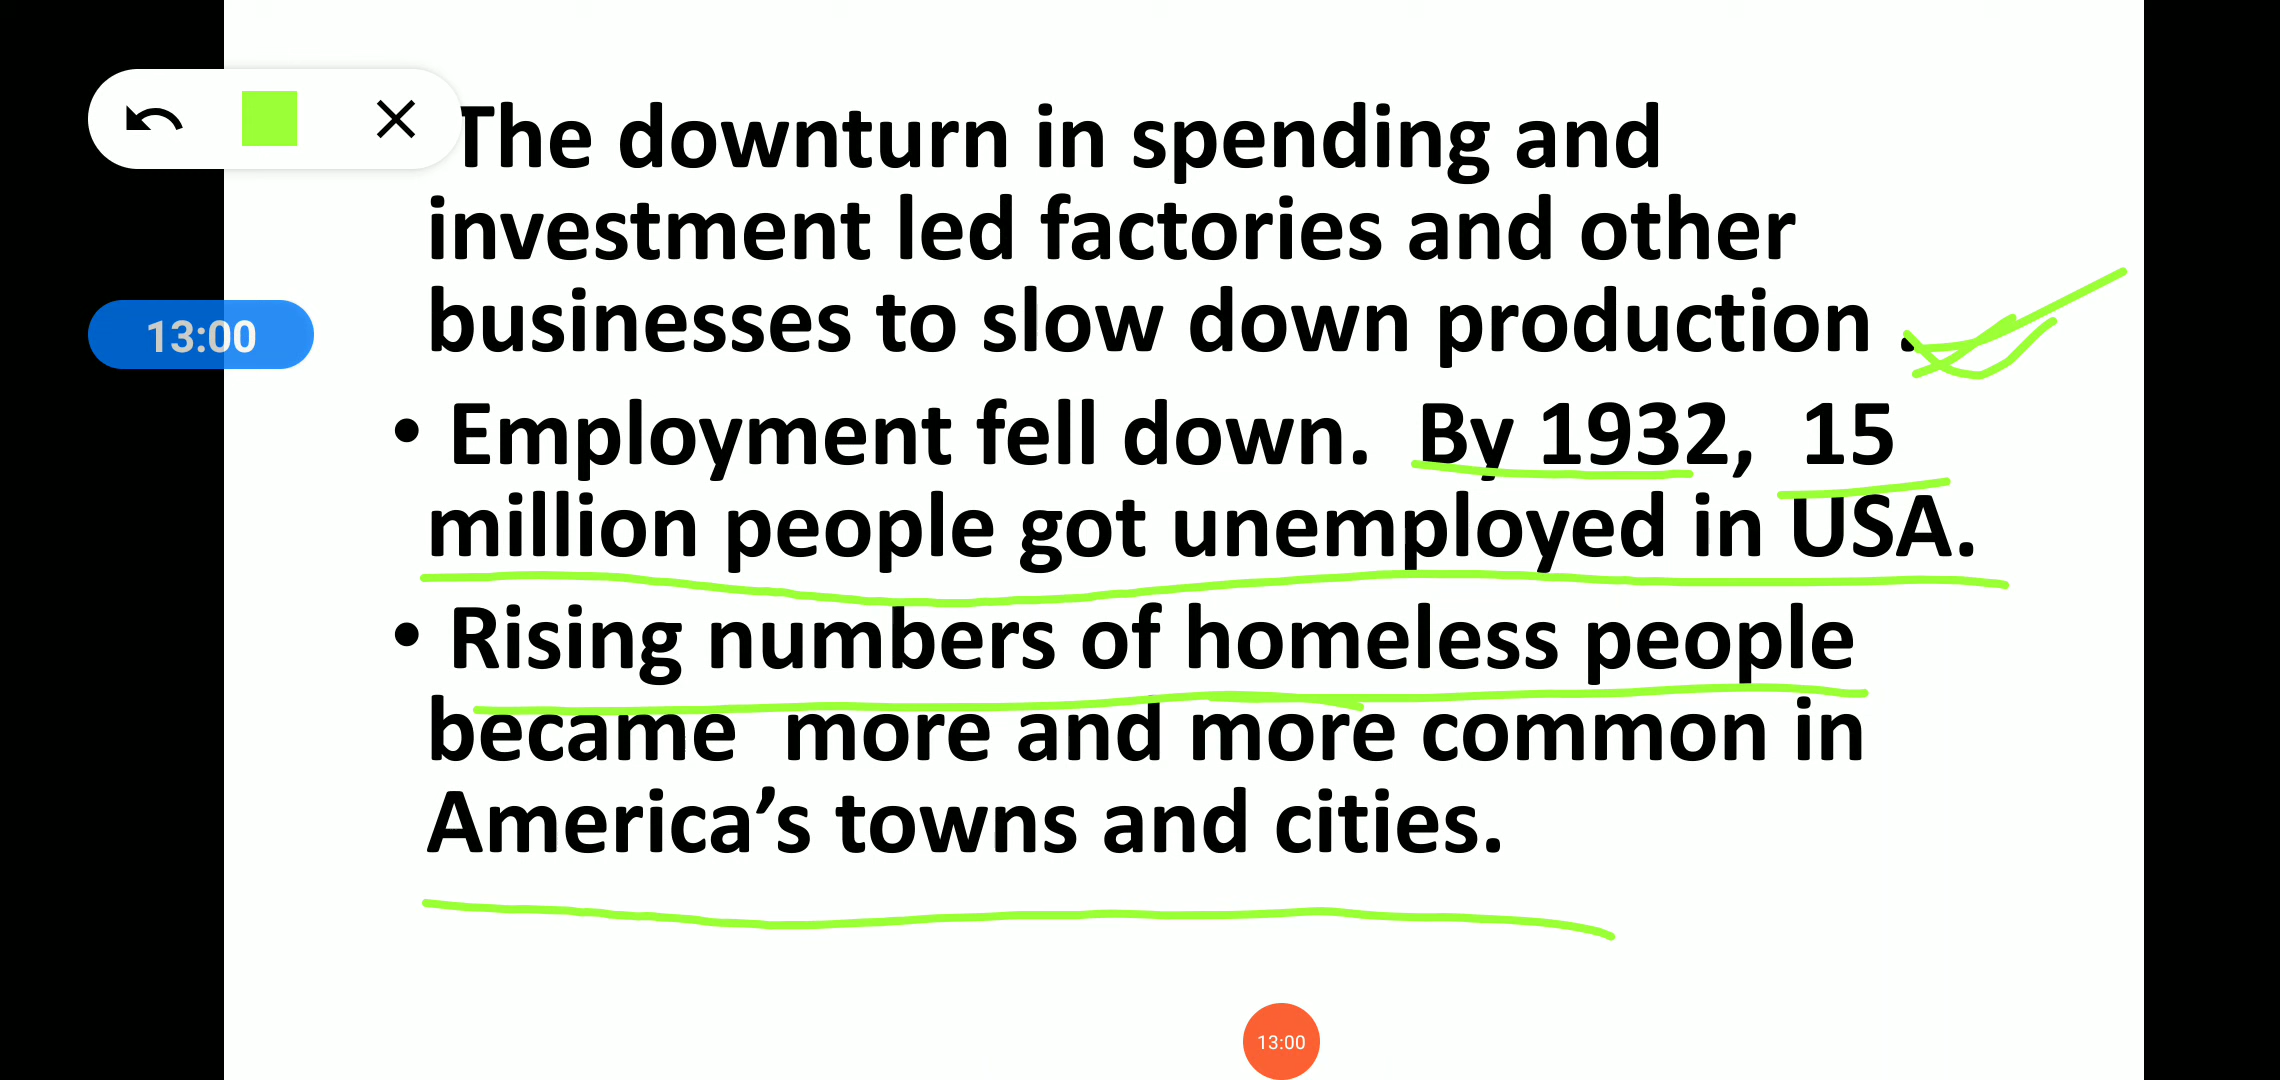 The downturn in spending and
investment led factories and other
businesses to slow down production .
13:00
• Employment fell down.  By 1932,  15
million people got unemployed in USA.
• Rising numbers of homeless people
became  more and more common in
America’s towns and cities.
13:00